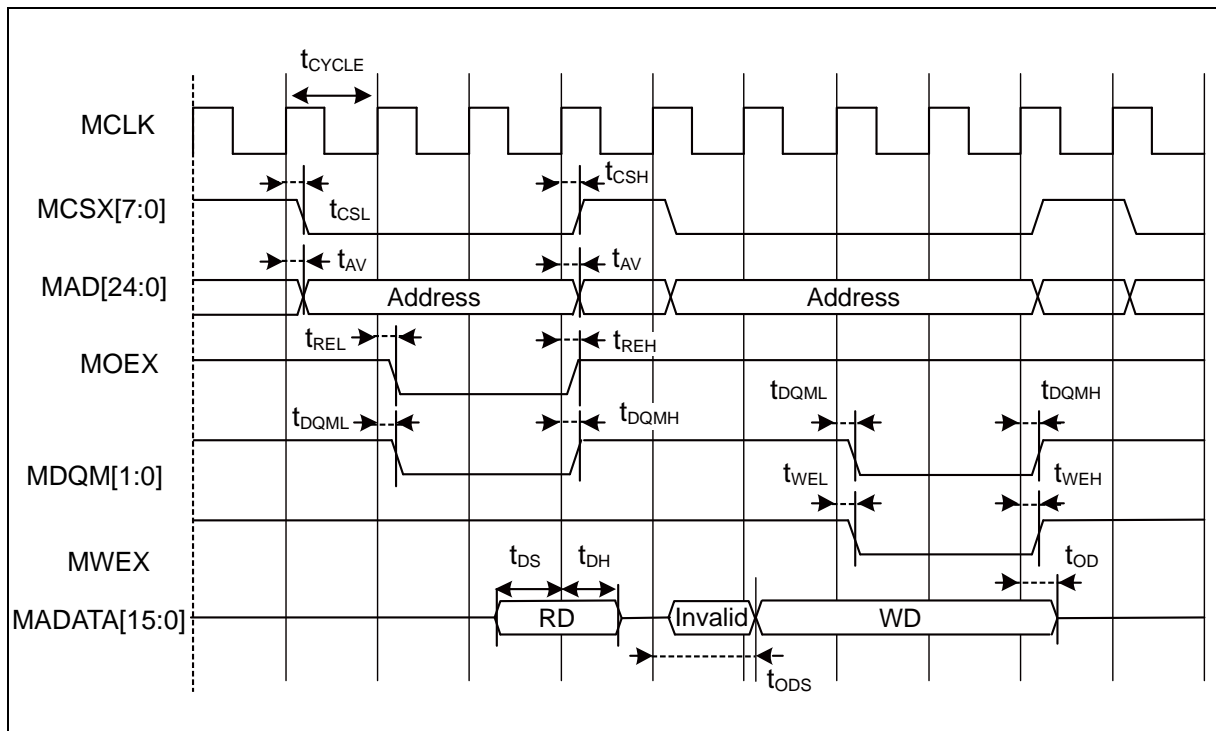 tCYCLE
MCLK
tCSH
MCSX[7:0]
tCSL
tAV
tAV
MAD[24:0]
Address
Address
tREL
tREH
MOEX
tDQML
tDQMH
tDQML
tDQMH
MDQM[1:0]
tWEL
tWEH
MWEX
tDS
tDH
tOD
MADATA[15:0]
RD
Invalid
WD
tODS